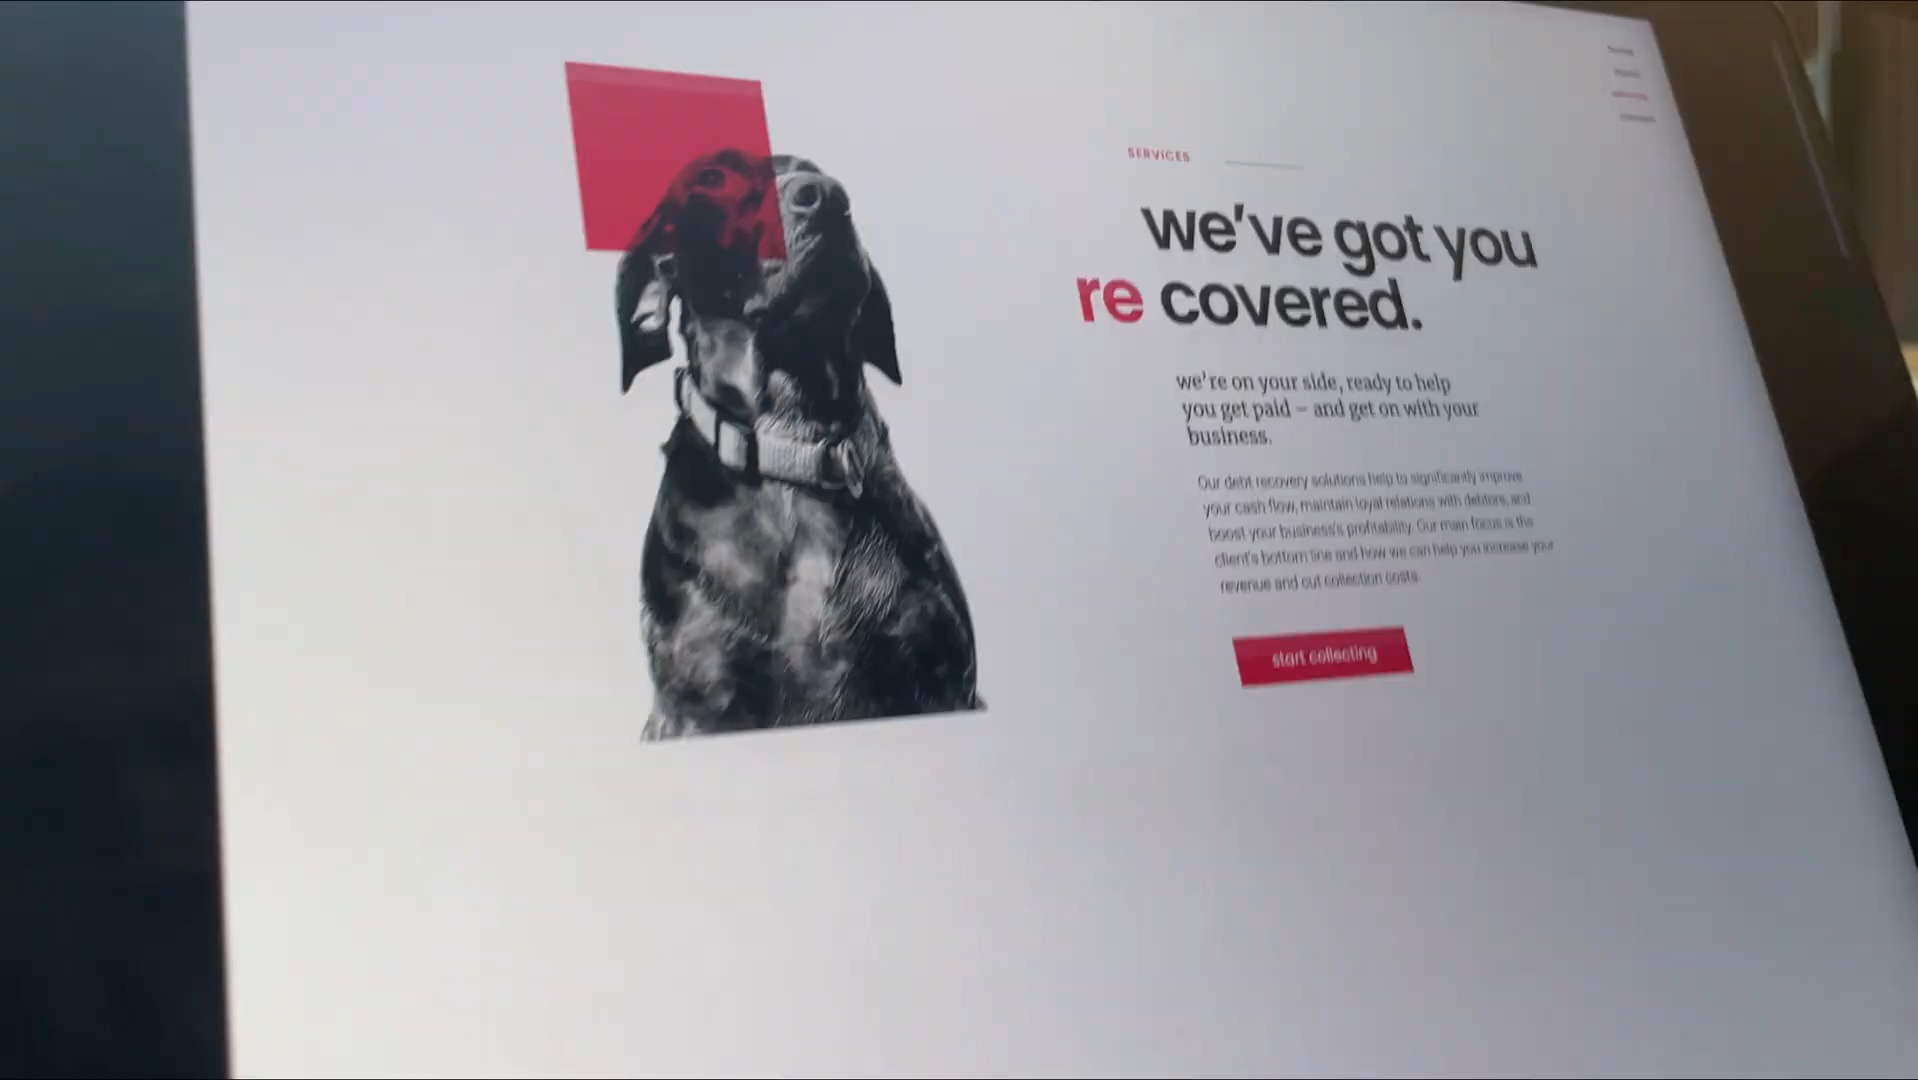 SERVICES
we've got you
re covered.
we're on your side, ready to help
you get paid – and get on with your
business.
Our debt recovery solutions help to significantly improve
your cash flow, maintain loyal relations with debtors, and
boost your business's profitability. Our main focus is the
client's bottom line and how we can help you increase your
revenue and cut collection costs.
start collecting